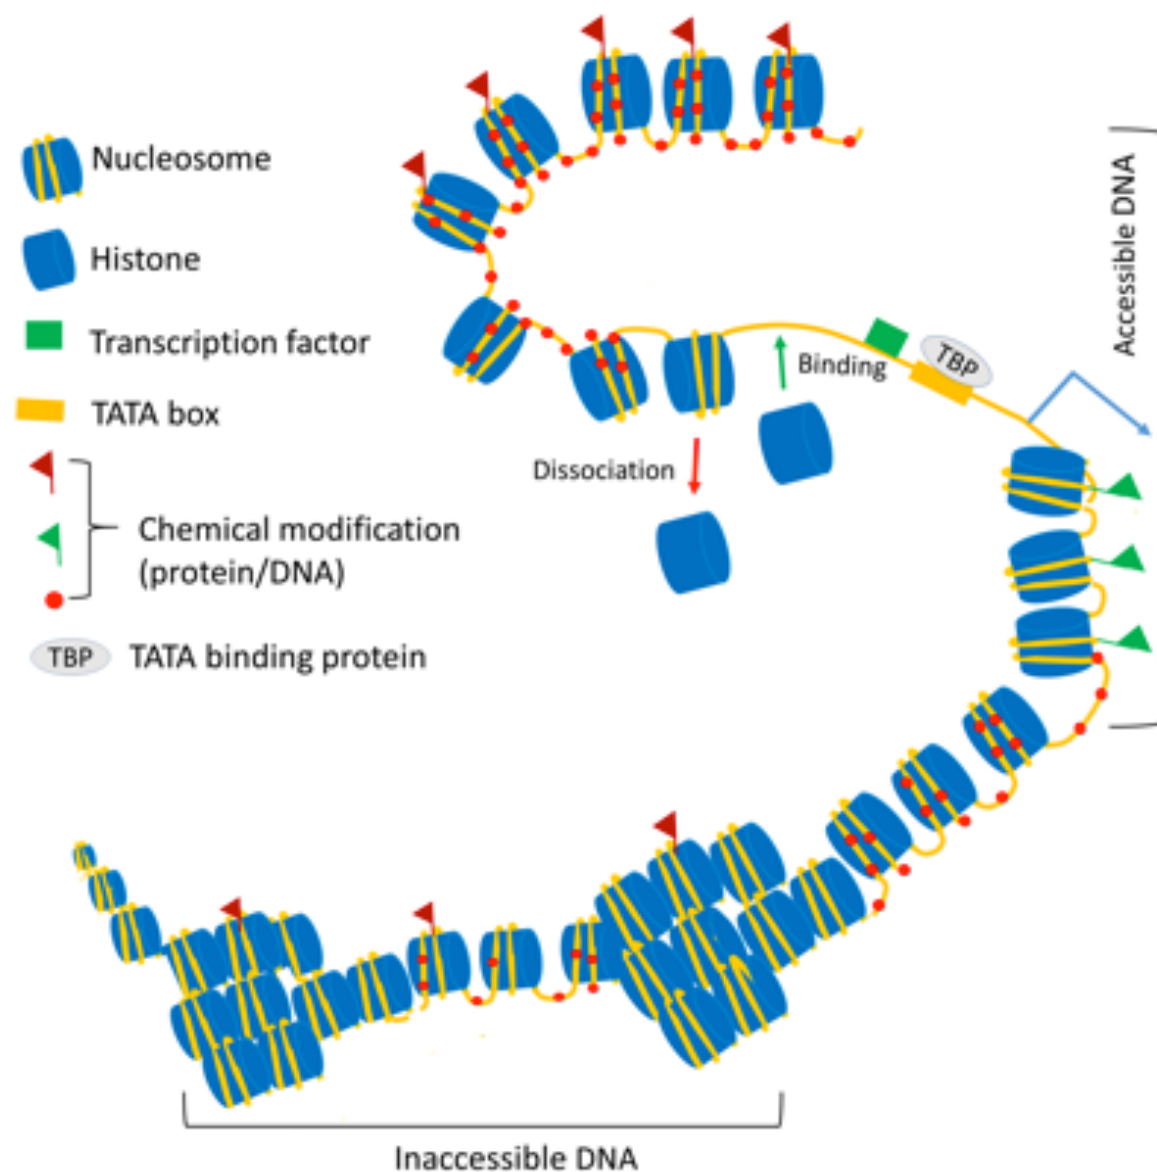 Nucleosome
Histone
Transcription factor
TATA box
Chemical modification
(protein/DNA)
TBP
TATA binding protein
Accessible DNA
Binding
TBP
Dissociation
Inaccessible DNA